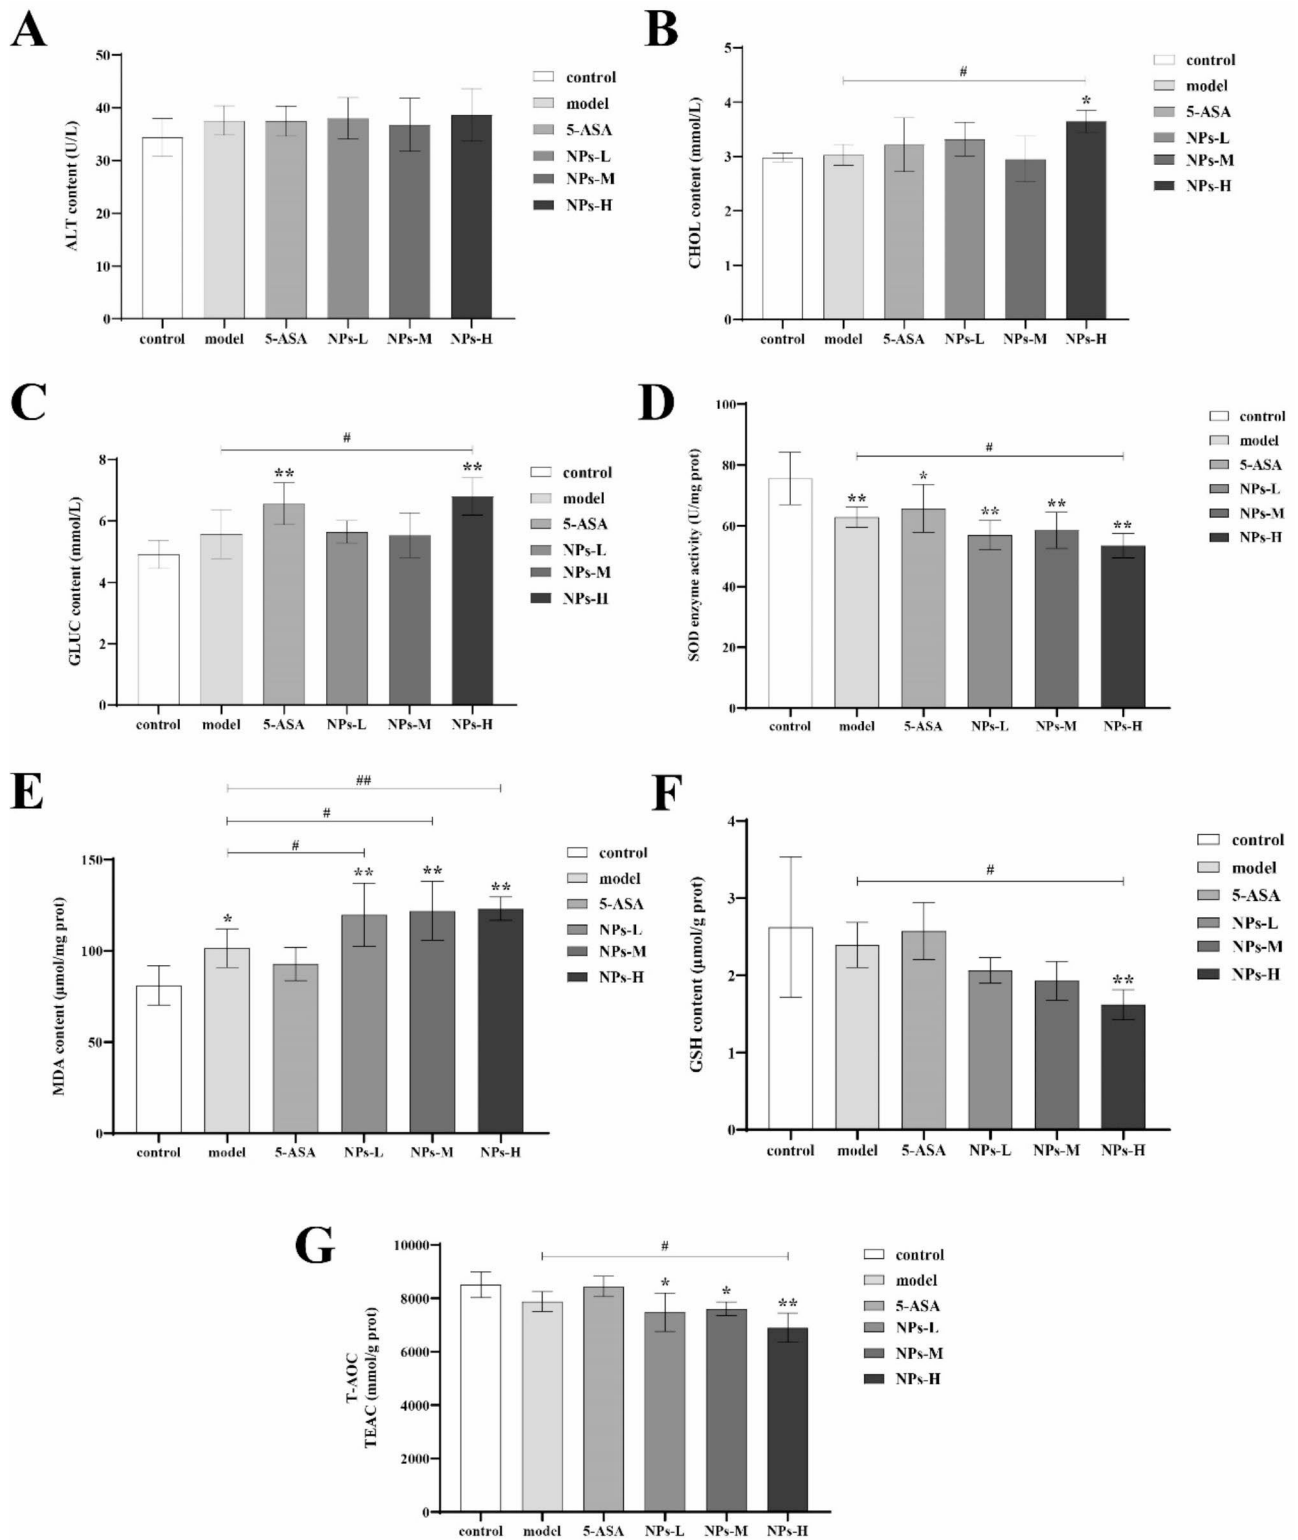 A
ALT content (U/L)
50
40
30
20
10
0
control
model
5-ASA
NPs-L
NPs-M
NPs-H
control
model
5-ASA
NPs-L
NPs-M
NPs-H
B
CHOL content (mmol/L)
5
4
3
2
1
0
#
*
control
model
5-ASA
NPs-L
NPs-M
NPs-H
control
model
5-ASA
NPs-L
NPs-M
NPs-H
C
GLUC content (mmol/L)
8
6
4
2
0
#
**
**
control
model
5-ASA
NPs-L
NPs-M
NPs-H
control
model
5-ASA
NPs-L
NPs-M
NPs-H
D
SOD enzyme activity (U/mg prot)
100
80
60
40
20
0
#
**
*
**
**
**
control
model
5-ASA
NPs-L
NPs-M
NPs-H
control
model
5-ASA
NPs-L
NPs-M
NPs-H
E
MDA content (μmol/mg prot)
150
100
50
0
##
#
#
*
**
**
**
control
model
5-ASA
NPs-L
NPs-M
NPs-H
control
model
5-ASA
NPs-L
NPs-M
NPs-H
F
GSH content (μmol/g prot)
4
3
2
1
0
#
**
control
model
5-ASA
NPs-L
NPs-M
NPs-H
control
model
5-ASA
NPs-L
NPs-M
NPs-H
G
T-AOC
TEAC (mmol/g prot)
10000
8000
6000
4000
2000
0
#
*
*
**
control
model
5-ASA
NPs-L
NPs-M
NPs-H
control
model
5-ASA
NPs-L
NPs-M
NPs-H